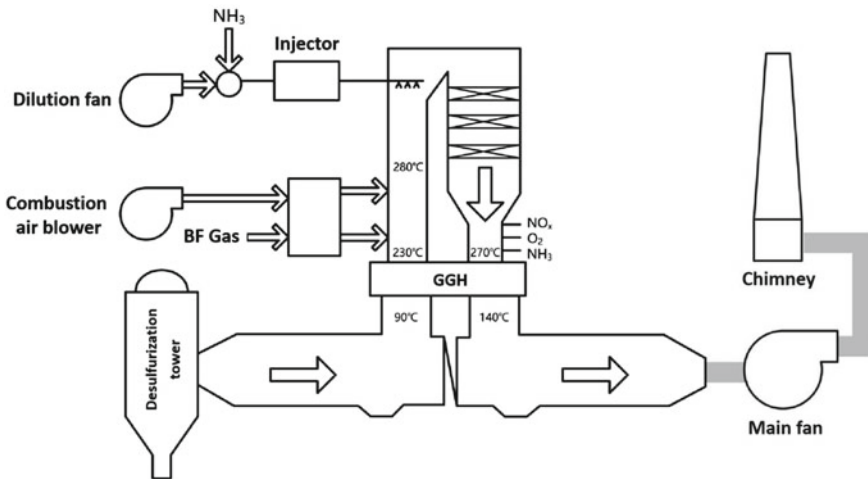 NH₃
Injector
Dilution fan
280℃
Combustion
air blower
BF Gas
230℃
270℃
NOₓ
O₂
NH₃
GGH
Chimney
90℃
140℃
Desulfurization
tower
Main fan